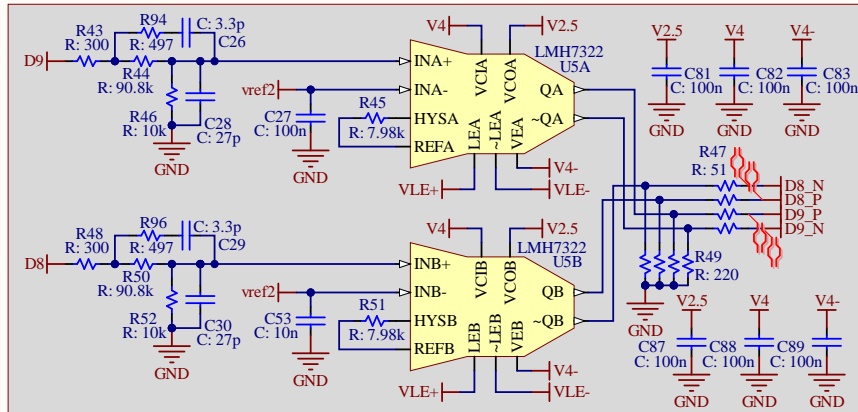 R94
C: 3.3p
R43
R: 300
R: 497
C26
D9
R44
R: 90.8k
R46
R: 10k
C28
C: 27p
GND
vref2
C27
C: 100n
GND
R45
R: 7.98k
V4
V2.5
LMH7322
U5A
INA+
INA-
HYSA
REFA
VCIA
VCOA
QA
~QA
LEA
~LEA
VEA
V4-
VLE+
VLE-
V2.5
V4
V4-
C81
C: 100n
C82
C: 100n
C83
C: 100n
GND
GND
GND
R47
R: 51
D8_N
D8_P
D9_P
D9_N
R49
R: 220
GND
R96
C: 3.3p
R48
R: 300
R: 497
C29
D8
R50
R: 90.8k
R52
R: 10k
C30
C: 27p
GND
vref2
C53
C: 10n
GND
R51
R: 7.98k
V4
V2.5
LMH7322
U5B
INB+
INB-
HYSB
REFB
VCIB
VCOB
QB
~QB
LEB
~LEB
VEB
V4-
VLE+
VLE-
V2.5
V4
V4-
C87
C: 100n
C88
C: 100n
C89
C: 100n
GND
GND
GND